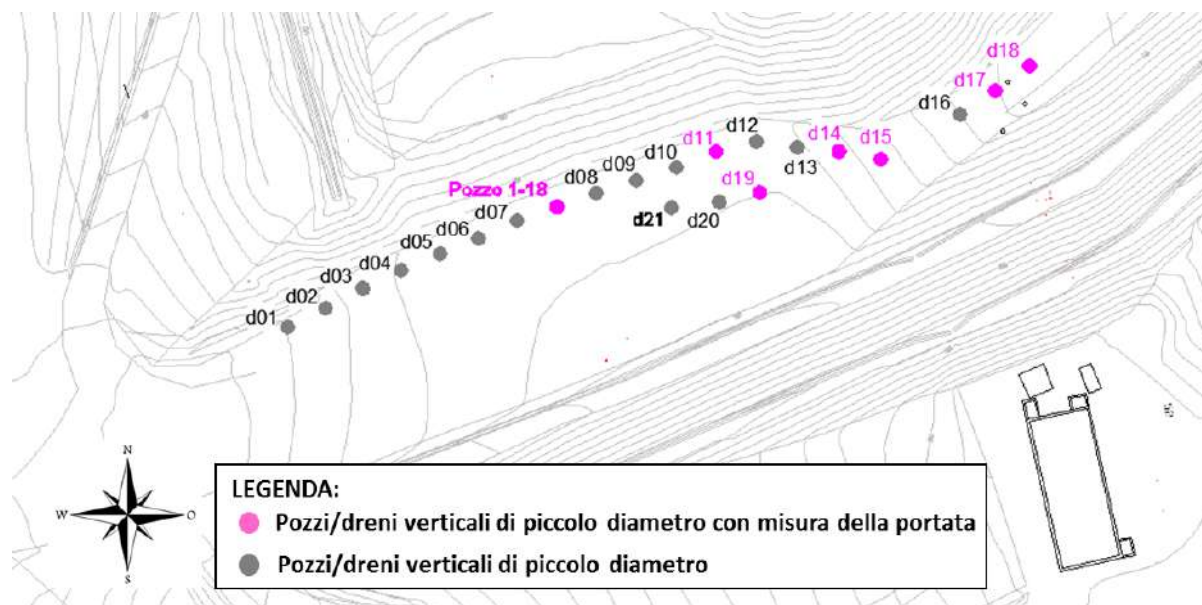 d18
d17
d16
d12
d11
d14
d15
d10
d13
d09
d08
d19
Pozzo 1-18
d07
d21
d20
d06
d05
d04
d03
d02
d01
N
W
O
S
LEGENDA:
Pozzi/dreni verticali di piccolo diametro con misura della portata
Pozzi/dreni verticali di piccolo diametro